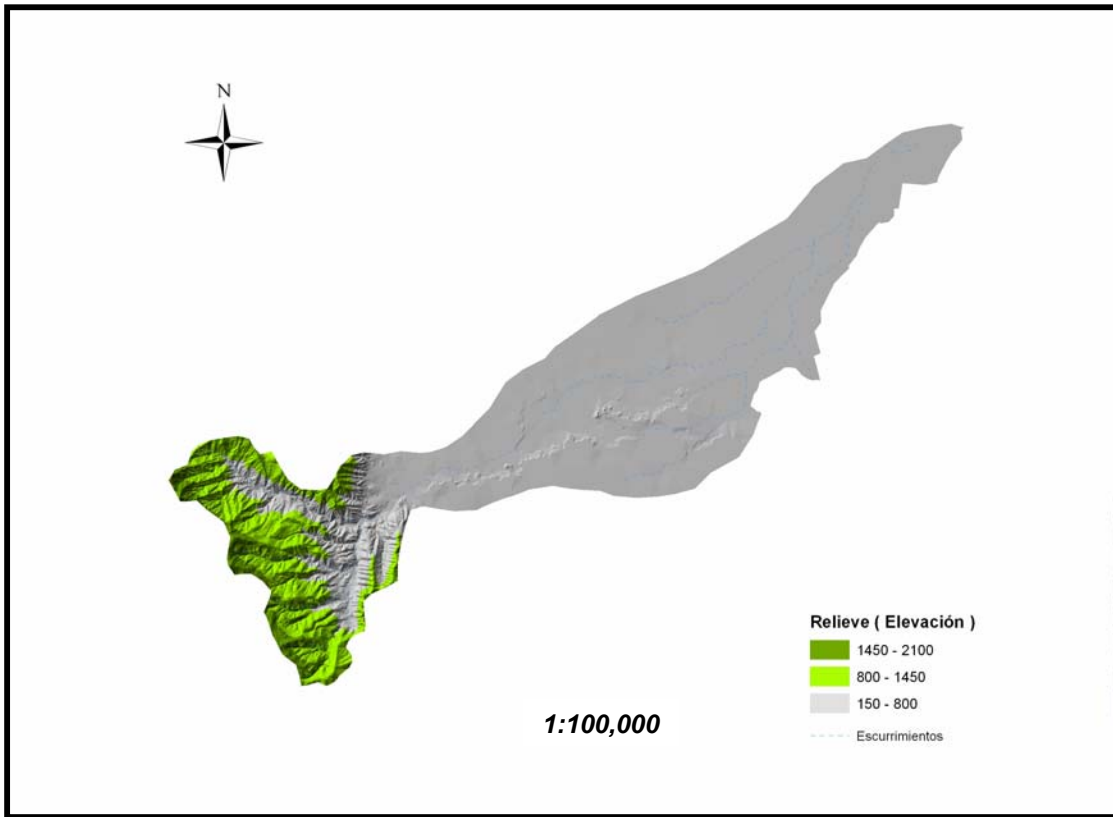 N
Relieve ( Elevación )
1450 - 2100
800 - 1450
150 - 800
Escurrimientos
1:100,000